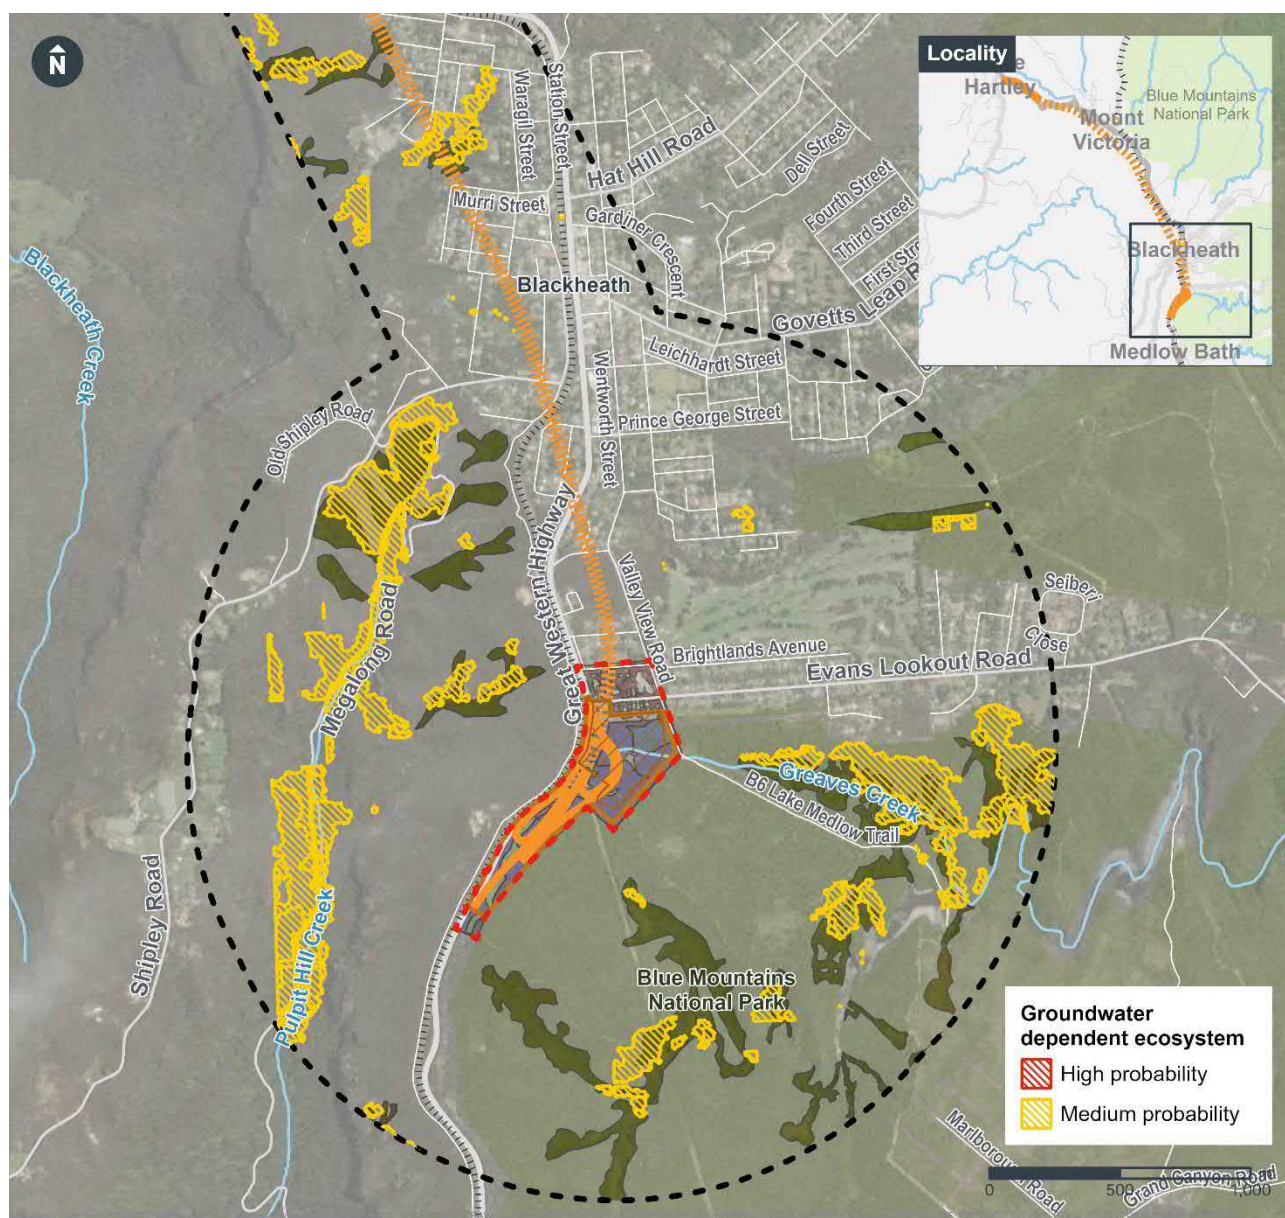 N
Locality
Hartley
Mount
Victoria
Blue Mountains
National Park
Blackheath
Medlow Bath
Station Street
Waragil Street
Hat Hill Road
Dell Street
Murri Street
Gardiner Crescent
Fourth Street
Third Street
First
Blackheath
Govetts Leap
Blackheath Creek
Leichhardt Street
Wentworth Street
Prince George Street
Old Shipley Road
Great Western Highway
Valley View Road
Seiberi
Close
Brightlands Avenue
Evans Lookout Road
Megalong Road
Greaves Creek
B6 Lake Medlow Trail
Shipley Road
Pulpit Hill Creek
Blue Mountains
National Park
Groundwater
dependent ecosystem
High probability
Medium probability
Marlborough Road
Grand Canyon Road
0 500 1,000 m